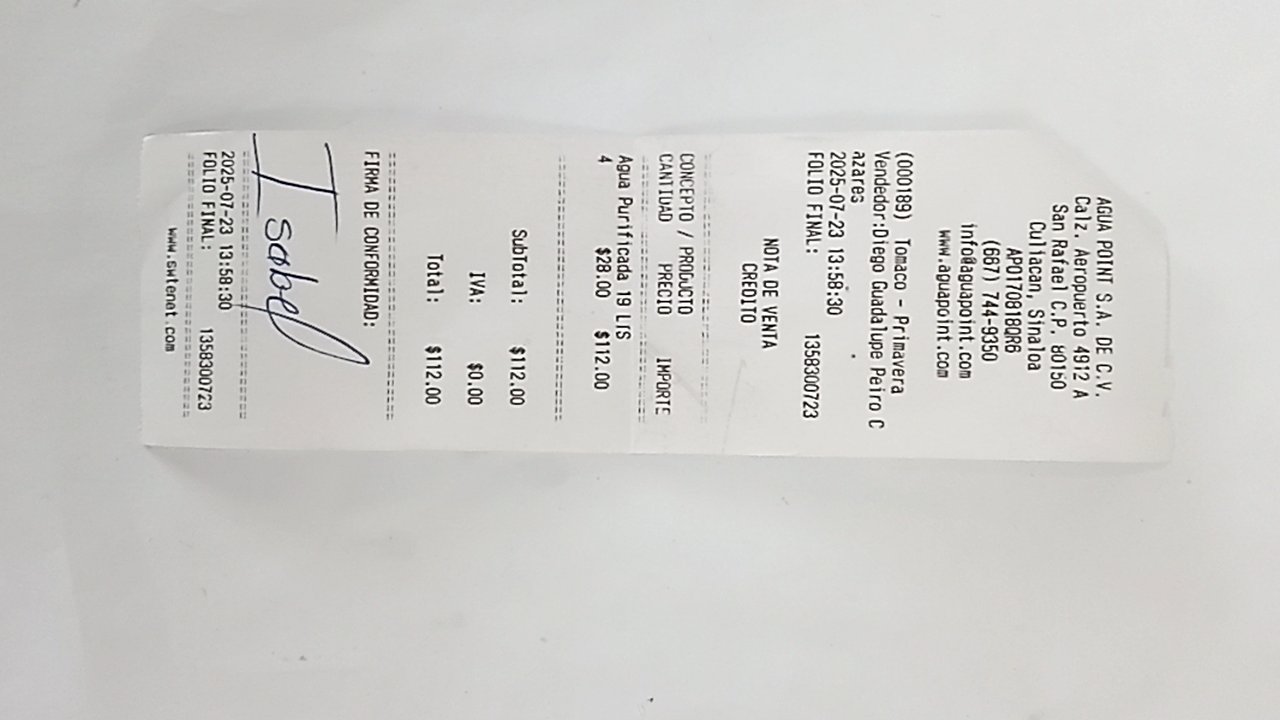 AGUA POINT S.A. DE C.V.
Calz. Aeropuerto 4912 A
San Rafael C.P. 80150
Culiacan, Sinaloa
APO170818QR6
(667) 744-9350
info@aguapoint.com
www.aguapoint.com
(000189) Tomaco - Primavera
Vendedor:Diego Guadalupe Peiro C
azares
2025-07-23 13:58:30
FOLIO FINAL: 1358300723
NOTA DE VENTA
CREDITO
CONCEPTO / PRODUCTO
CANTIDAD PRECIO IMPORTE
Agua Purificada 19 LTS
4 $28.00 $112.00
SubTotal: $112.00
IVA: $0.00
Total: $112.00
FIRMA DE CONFORMIDAD:
Isabel
2025-07-23 13:58:30
FOLIO FINAL: 1358300723
www.swtenet.com